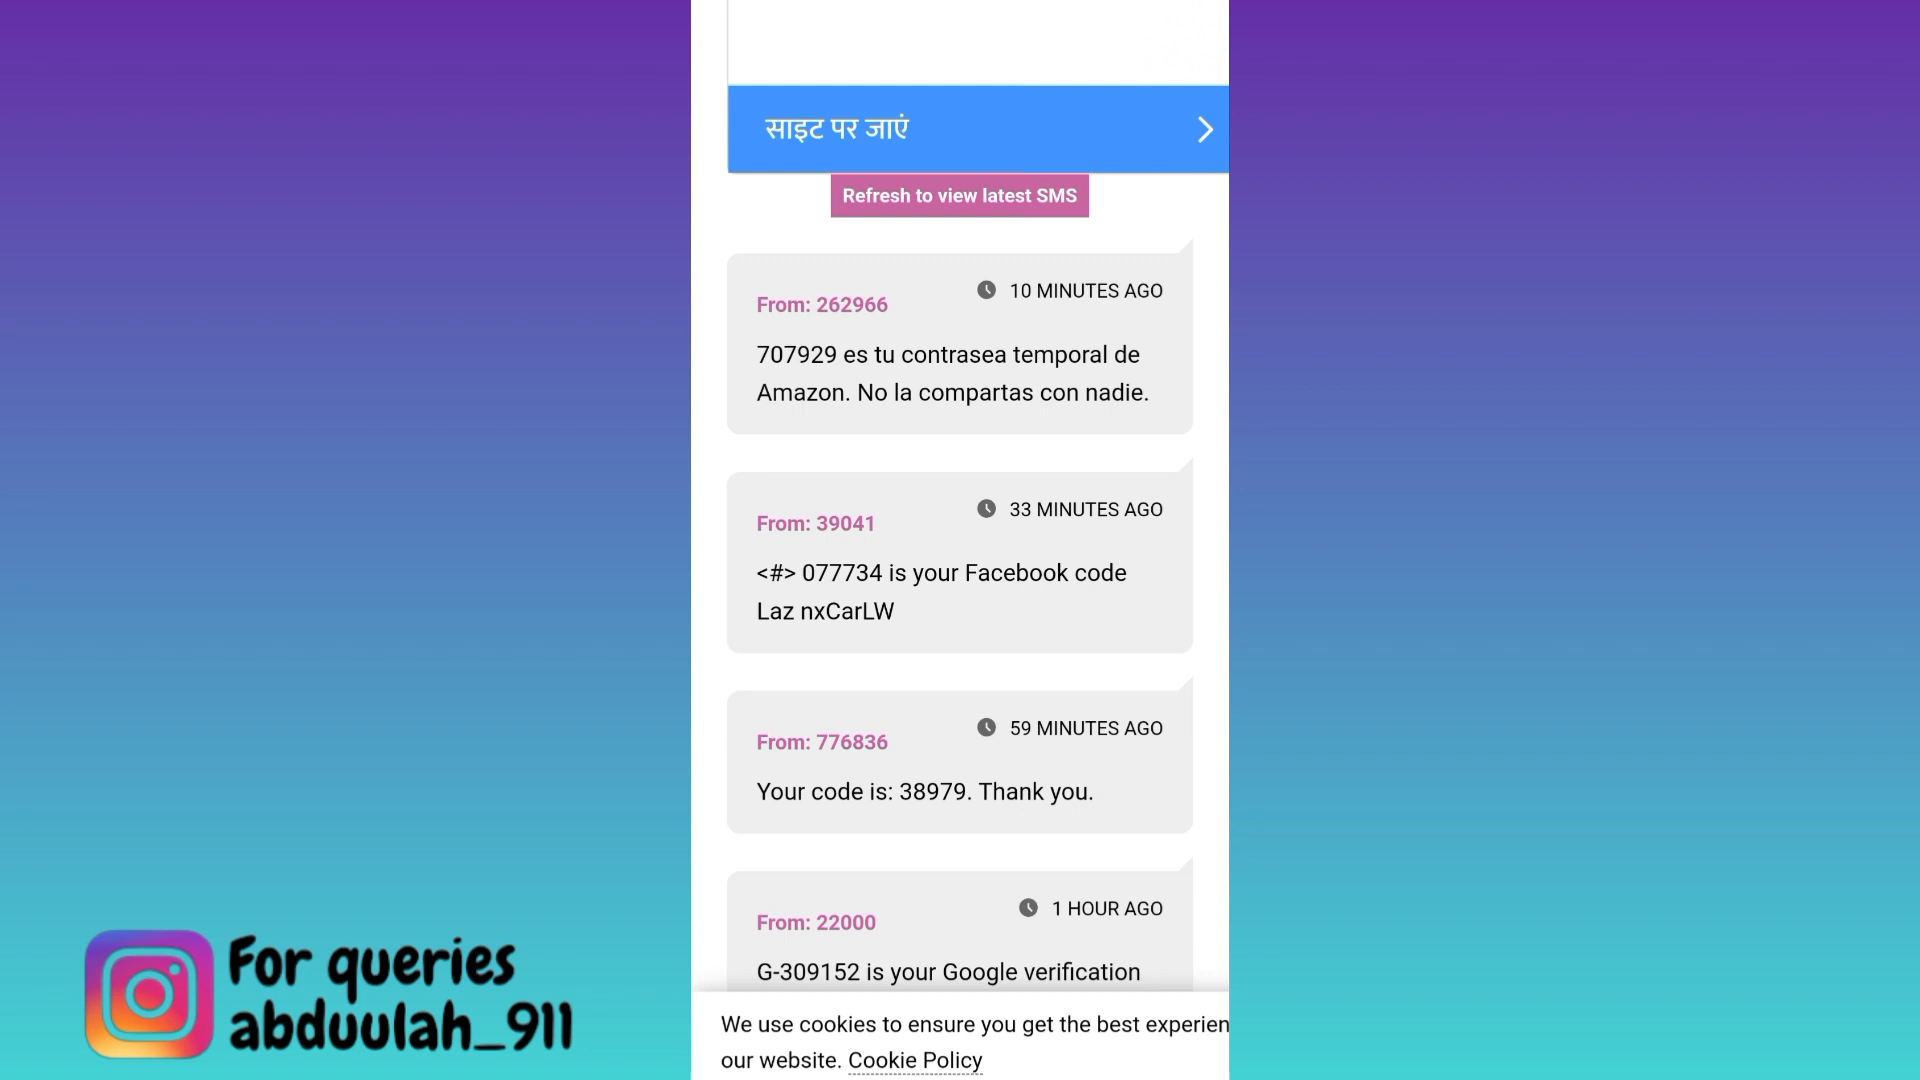 साइट पर जाएं
Refresh to view latest SMS
10 MINUTES AGO
From: 262966
707929 es tu contrasea temporal de
Amazon. No la compartas con nadie.
33 MINUTES AGO
From: 39041
<#> 077734 is your Facebook code
Laz nxCarLW
59 MINUTES AGO
From: 776836
Your code is: 38979. Thank you.
1 HOUR AGO
From: 22000
G-309152 is your Google verification
We use cookies to ensure you get the best experien
our website. Cookie Policy
For queries
abduulah_911